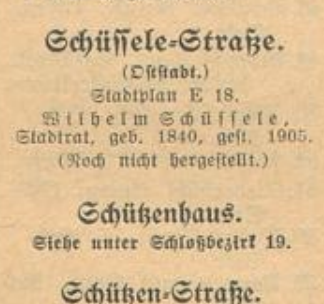 Schüssele-Straße.
(Oststadt.)
Stadtplan E 18.
Wilhelm Schüssele,
Stadtrat, geb. 1840, gest. 1905.
(Noch nicht hergestellt.)
Schützenhaus.
Siehe unter Schloßbezirk 19.
Schützen-Straße.